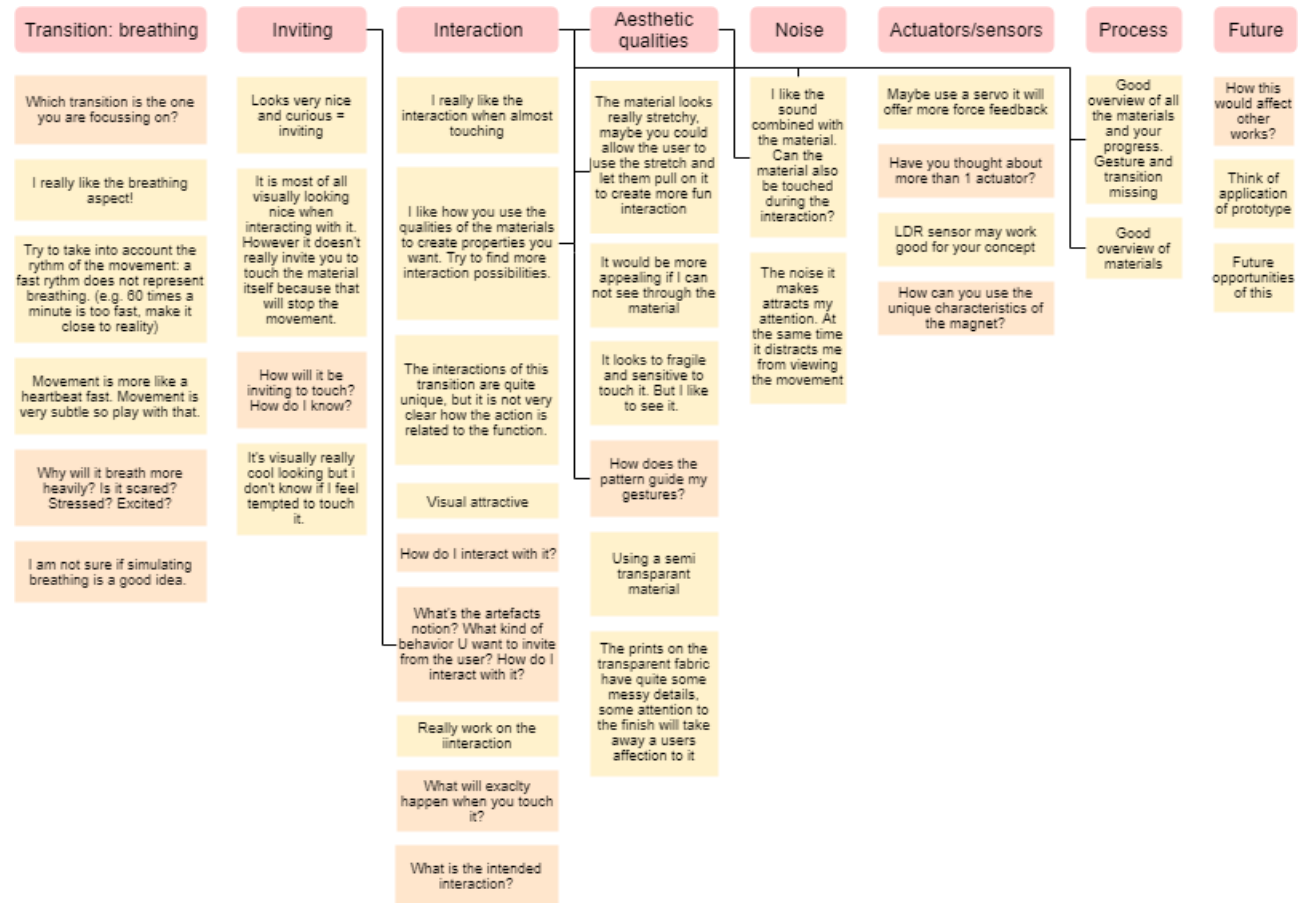 Transition: breathing
Which transition is the one
you are focussing on?
I really like the breathing
aspect!
Try to take into account the
rythm of the movement: a
fast rythm does not represent
breathing. (e.g. 60 times a
minute is too fast, make it
close to reality)
Movement is more like a
heartbeat fast. Movement is
very subtle so play with that.
Why will it breath more
heavily? Is it scared?
Stressed? Excited?
I am not sure if simulating
breathing is a good idea.
Inviting
Looks very nice
and curious =
inviting
It is most of all
visually looking
nice when
interacting with it.
However it doesn't
really invite you to
touch the material
itself because that
will stop the
movement.
How will it be
inviting to touch?
How do I know?
It's visually really
cool looking but i
don't know if I feel
tempted to touch
it.
Interaction
I really like the
interaction when almost
touching
I like how you use the
qualities of the materials
to create properties you
want. Try to find more
interaction possibilities.
The interactions of this
transition are quite
unique, but it is not very
clear how the action is
related to the function.
Visual attractive
How do I interact with it?
What's the artefacts
notion? What kind of
behavior U want to invite
from the user? How do I
interact with it?
Really work on the
iinteraction
What will exaclty
happen when you touch
it?
What is the intended
interaction?
Aesthetic
qualities
The material looks
really stretchy,
maybe you could
allow the user to
use the stretch and
let them pull on it
to create more fun
interaction
It would be more
appealing if I can
not see through the
material
It looks to fragile
and sensitive to
touch it. But I like
to see it.
How does the
pattern guide my
gestures?
Using a semi
transparant
material
The prints on the
transparent fabric
have quite some
messy details,
some attention to
the finish will take
away a users
affection to it
Noise
I like the
sound
combined with
the material.
Can the
material also
be touched
during the
interaction?
The noise it
makes
attracts my
attention. At
the same time
it distracts me
from viewing
the movement
Actuators/sensors
Maybe use a servo it will
offer more force feedback
Have you thought about
more than 1 actuator?
LDR sensor may work
good for your concept
How can you use the
unique characteristics of
the magnet?
Process
Good
overview of all
the materials
and your
progress.
Gesture and
transition
missing
Good
overview of
materials
Future
How this
would affect
other
works?
Think of
application
of prototype
Future
opportunities
of this